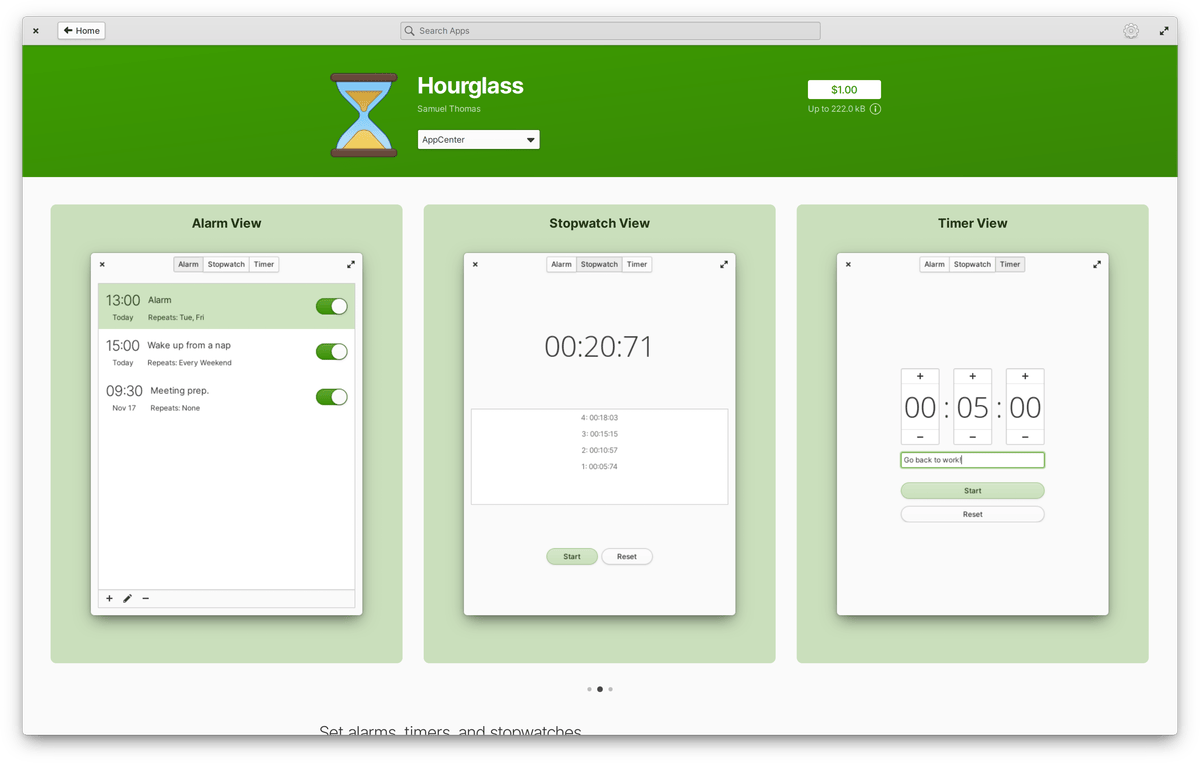 Home
Search Apps
Hourglass
Samuel Thomas
AppCenter
$1.00
Up to 222.0 kB
Alarm View
Alarm Stopwatch Timer
13:00 Alarm
Today Repeats: Tue, Fri
15:00 Wake up from a nap
Today Repeats: Every Weekend
09:30 Meeting prep.
Nov 17 Repeats: None
Stopwatch View
Alarm Stopwatch Timer
00:20:71
4: 00:18:03
3: 00:15:15
2: 00:10:57
1: 00:05:74
Start Reset
Timer View
Alarm Stopwatch Timer
+ + +
00 : 05 : 00
− − −
Go back to work!
Start
Reset
Set alarms, timers, and stopwatches